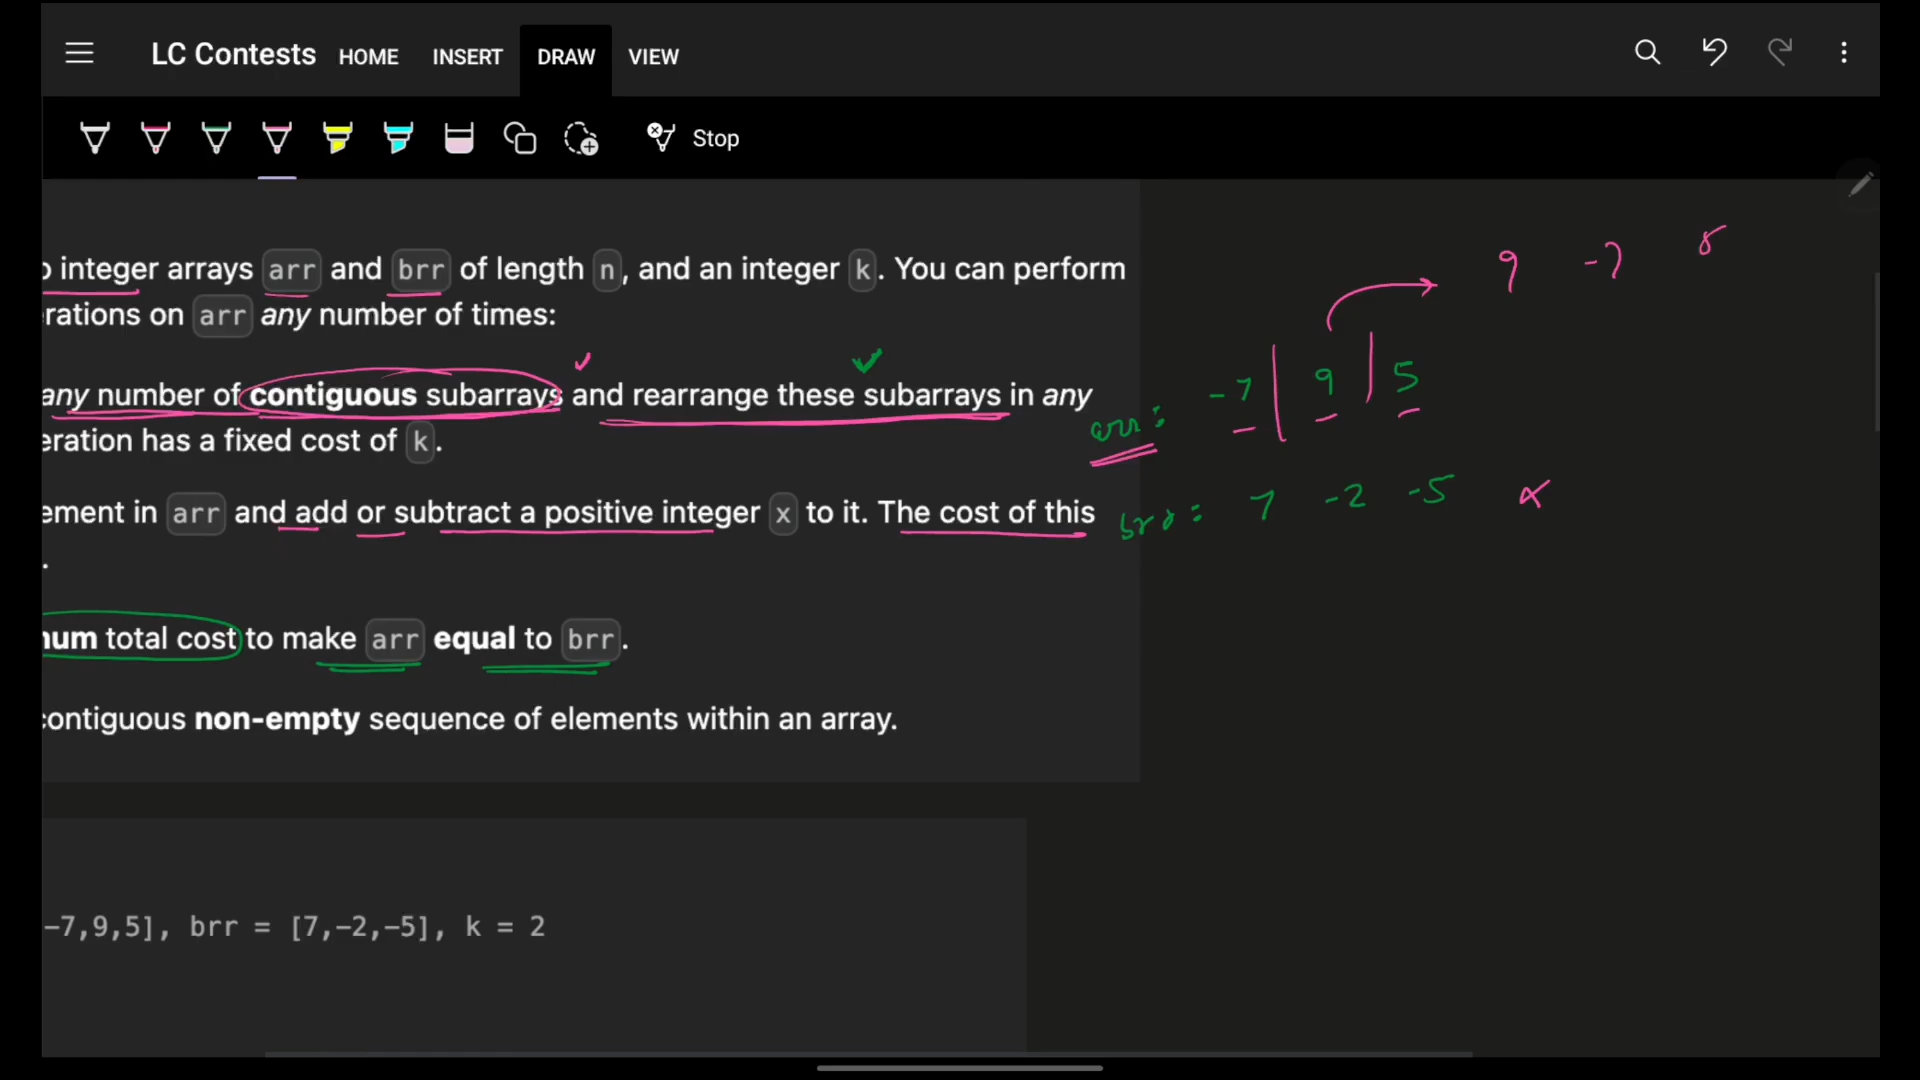 LC Contests HOME INSERT DRAW VIEW
Stop
integer arrays arr and brr of length n, and an integer k. You can perform
rations on arr any number of times:
any number of contiguous subarrays and rearrange these subarrays in any
eration has a fixed cost of k.
ement in arr and add or subtract a positive integer x to it. The cost of this
.
num total cost to make arr equal to brr.
contiguous non-empty sequence of elements within an array.
-7,9,5], brr = [7,-2,-5], k = 2
9 -7
arr: -7 9 5
brr: 7 -2 -5